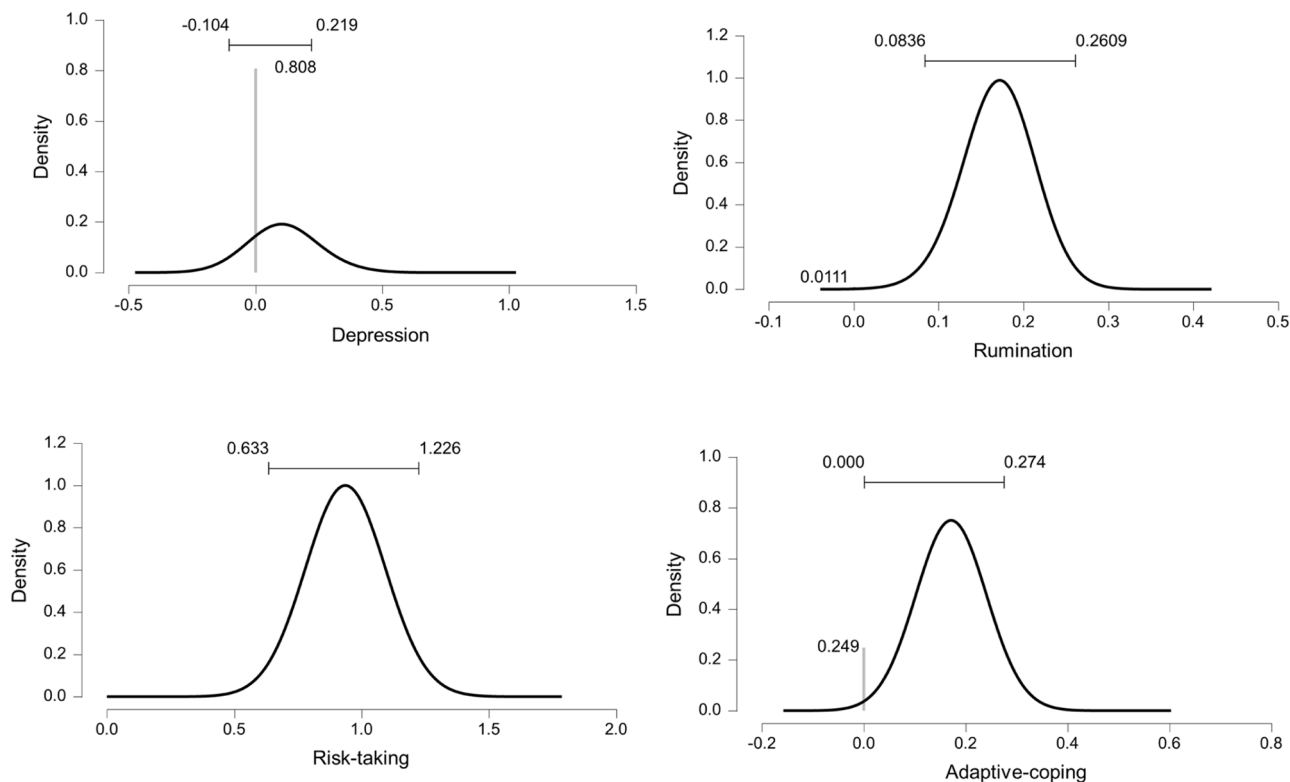 1.0
0.8
0.6
0.4
0.2
0.0
Density
-0.104 0.219
0.808
-0.5 0.0 0.5 1.0 1.5
Depression
1.2
1.0
0.8
0.6
0.4
0.2
0.0
Density
0.0836 0.2609
0.0111
-0.1 0.0 0.1 0.2 0.3 0.4 0.5
Rumination
1.2
1.0
0.8
0.6
0.4
0.2
0.0
Density
0.633 1.226
0.0 0.5 1.0 1.5 2.0
Risk-taking
1.0
0.8
0.6
0.4
0.2
0.0
Density
0.000 0.274
0.249
-0.2 0.0 0.2 0.4 0.6 0.8
Adaptive-coping